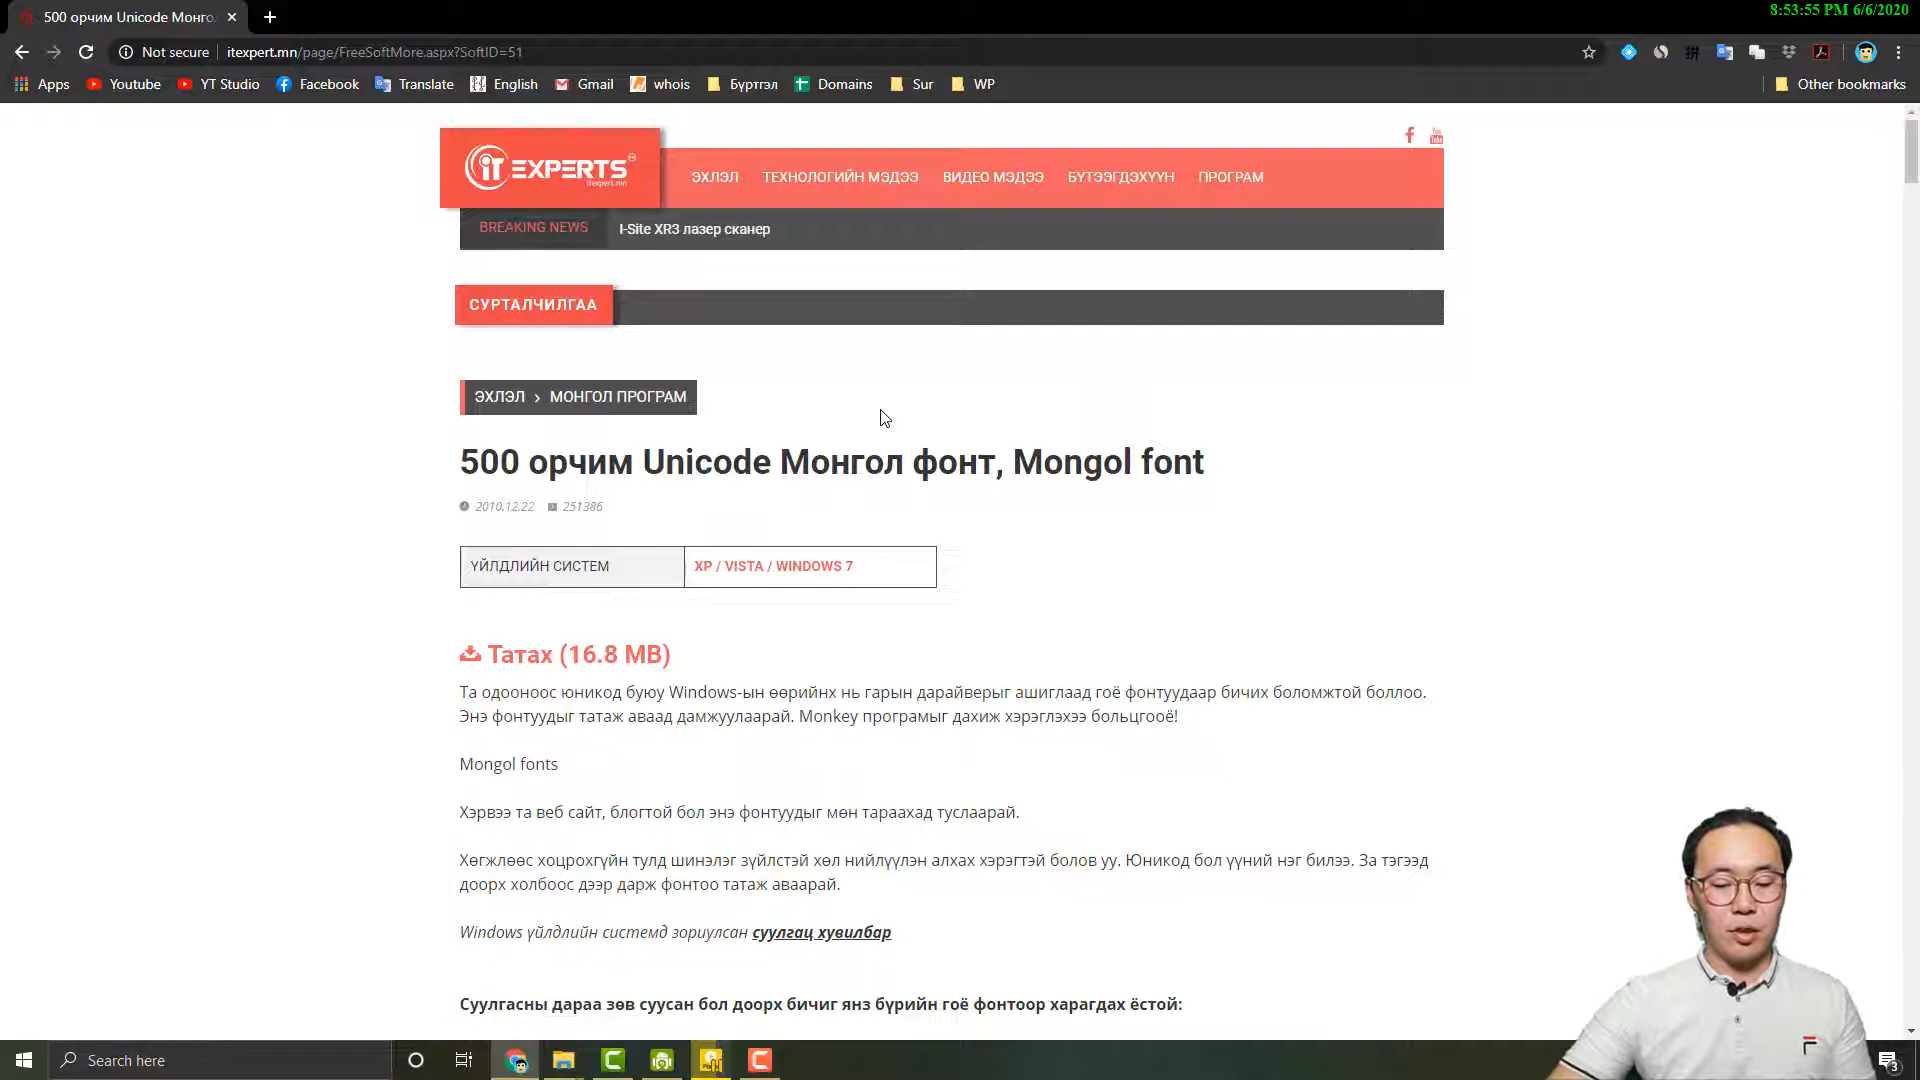 500 орчим Unicode Монго
8:53:55 PM 6/6/2020
Not secure
itexpert.mn/page/FreeSoftMore.aspx?SoftID=51
Apps
Youtube
YT Studio
Facebook
Translate
English
Gmail
whois
Бүртгэл
Domains
Sur
WP
Other bookmarks
iT EXPERTS
itexpert.mn
ЭХЛЭЛ
ТЕХНОЛОГИЙН МЭДЭЭ
ВИДЕО МЭДЭЭ
БҮТЭЭГДЭХҮҮН
ПРОГРАМ
You Tube
BREAKING NEWS
I-Site XR3 лазер сканер
СУРТАЛЧИЛГАА
ЭХЛЭЛ › МОНГОЛ ПРОГРАМ
500 орчим Unicode Монгол фонт, Mongol font
2010.12.22 251386
ҮЙЛДЛИЙН СИСТЕМ
XP / VISTA / WINDOWS 7
Татах (16.8 MB)
Та одооноос юникод буюу Windows-ын өөрийнх нь гарын дарайверыг ашиглаад гоё фонтуудаар бичих боломжтой боллоо.
Энэ фонтуудыг татаж аваад дамжуулаарай. Monkey програмыг дахиж хэрэглэхээ больцгооё!
Mongol fonts
Хэрвээ та веб сайт, блогтой бол энэ фонтуудыг мөн тараахад туслаарай.
Хөгжлөөс хоцрохгүйн тулд шинэлэг зүйлстэй хөл нийлүүлэн алхах хэрэгтэй болов уу. Юникод бол үүний нэг билээ. За тэгээд
доорх холбоос дээр дарж фонтоо татаж аваарай.
Windows үйлдлийн системд зориулсан суулгац хувилбар
Суулгасны дараа зөв суусан бол доорх бичиг янз бүрийн гоё фонтоор харагдах ёстой:
Search here
3